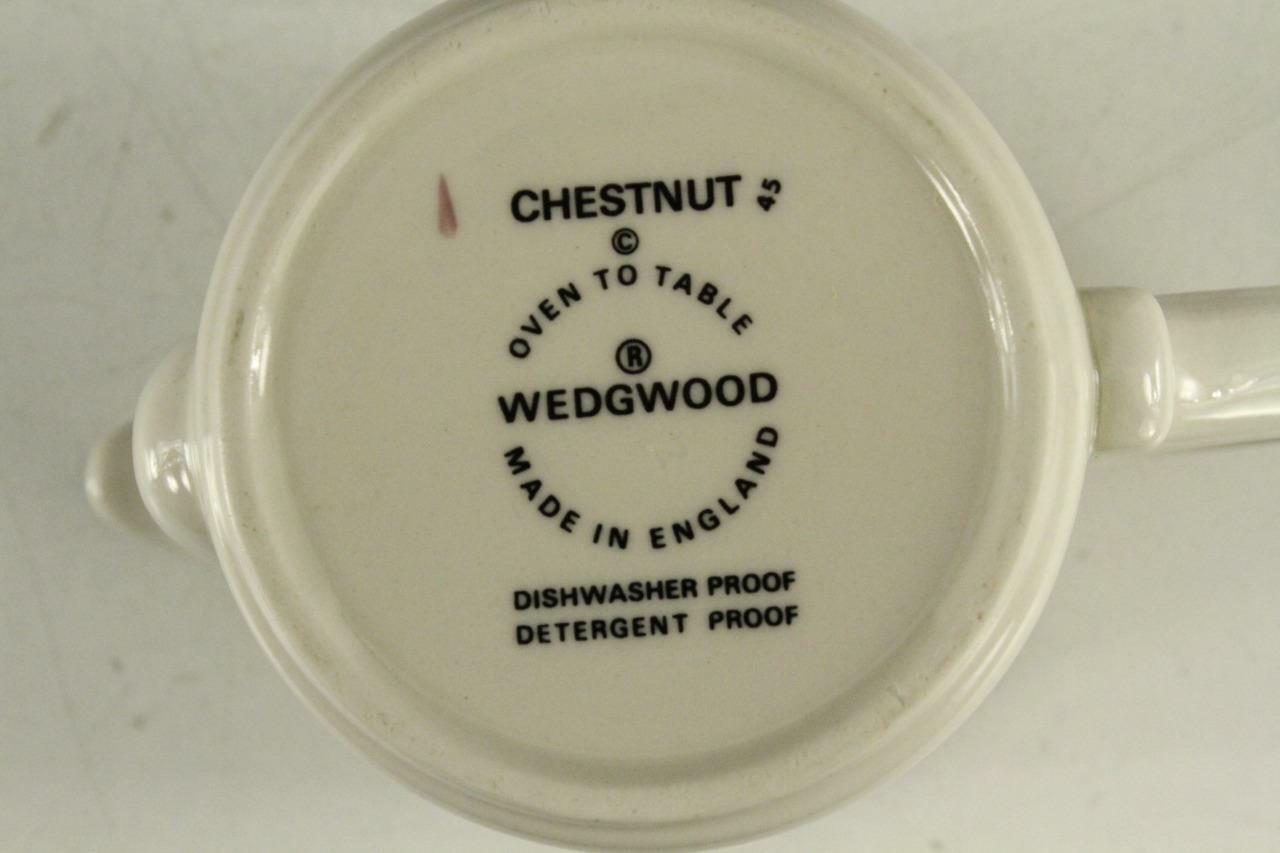 CHESTNUT 45
©
OVEN TO TABLE
®
WEDGWOOD
MADE IN ENGLAND
DISHWASHER PROOF
DETERGENT PROOF